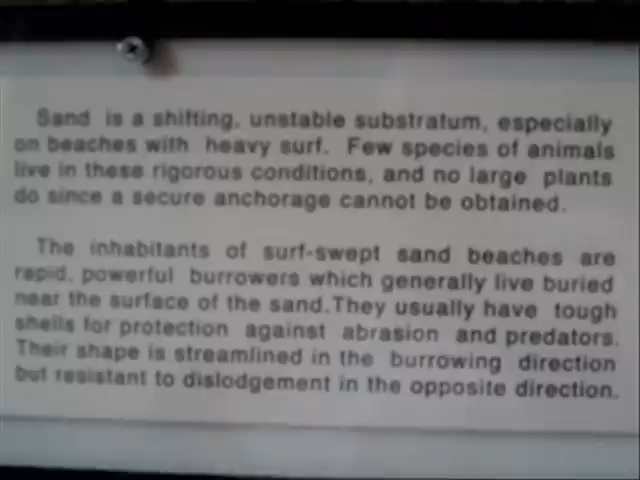 Sand is a shifting, unstable substratum, especially
on beaches with heavy surf. Few species of animals
live in these rigorous conditions, and no large plants
do since a secure anchorage cannot be obtained.
The inhabitants of surf-swept sand beaches are
rapid, powerful burrowers which generally live buried
near the surface of the sand.They usually have tough
shells for protection against abrasion and predators.
Their shape is streamlined in the burrowing direction
but resistant to dislodgement in the opposite direction.